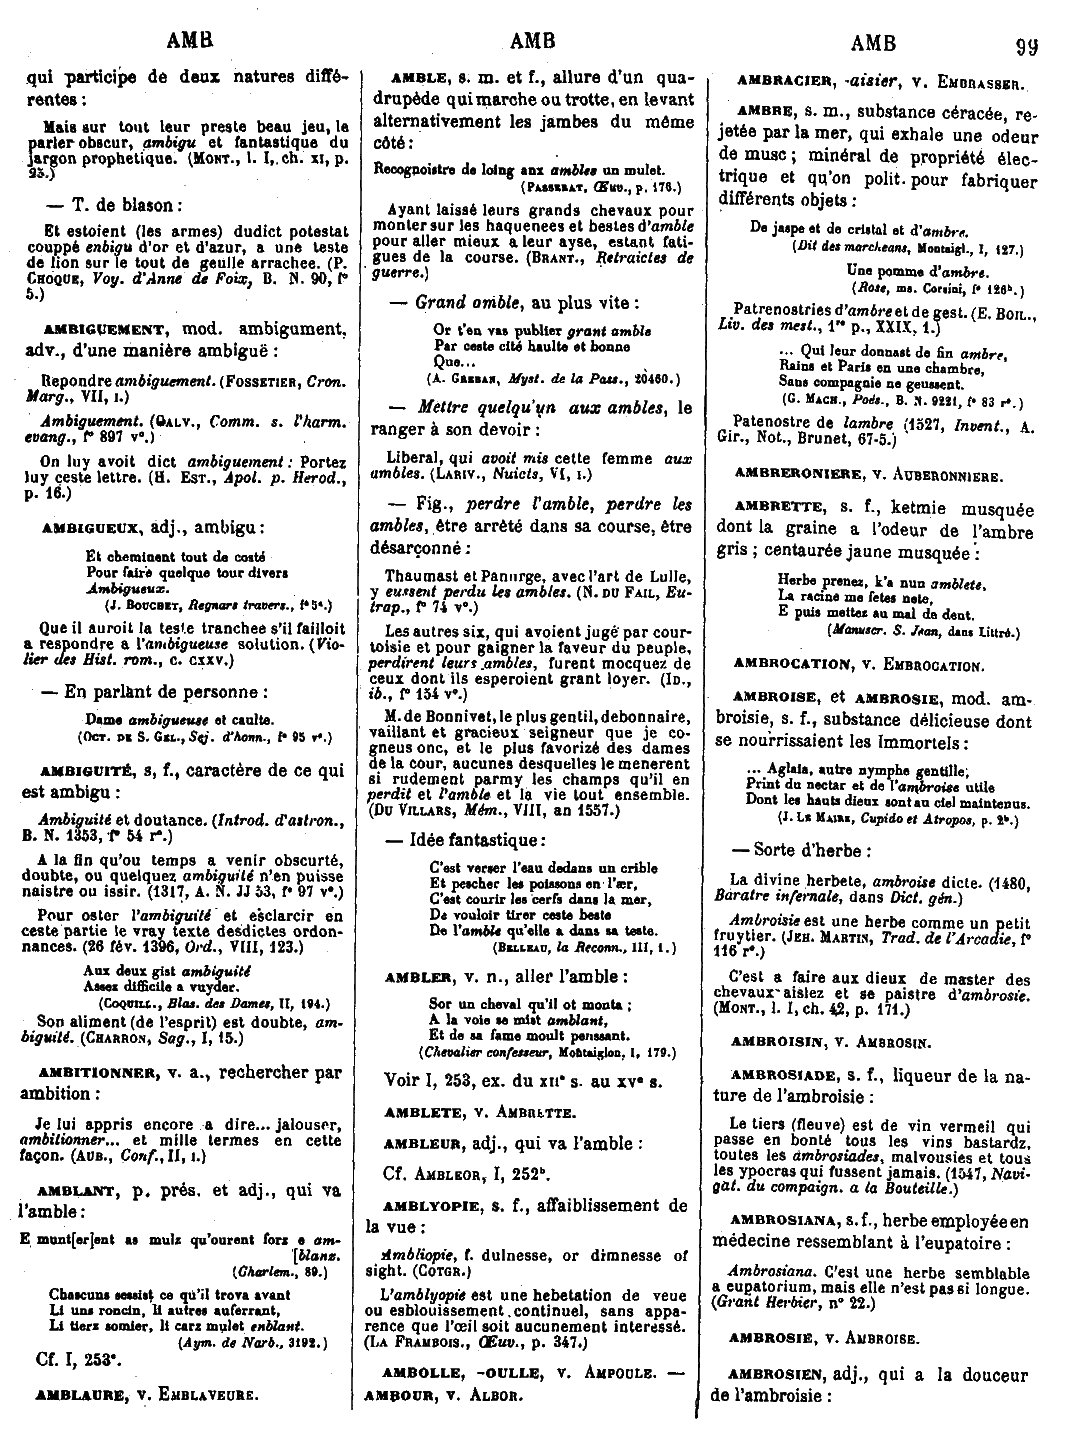 AMB
AMB
AMB
99
qui participe de deux natures diffé-
rentes :
Mais sur tout leur preste beau jeu, le
parler obscur, ambigu et fantastique du
jargon prophetique. (MONT., l. I, ch. XI, p.
23.)
— T. de blason :
Et estoient (les armes) dudict potestat
couppé enbigu d'or et d'azur, a une teste
de lion sur le tout de geulle arrachee. (P.
CHOQUE, Voy. d'Anne de Foix, B. N. 90, f°
5.)
AMBIGUEMENT, mod. ambigument,
adv., d'une manière ambiguë :
Repondre ambiguement. (FOSSETIER, Cron.
Marg., VII, I.)
Ambiguement. (CALV., Comm. s. l'harm.
evang., f° 897 v°.)
On luy avoit dict ambiguement : Portez
luy ceste lettre. (H. EST., Apol. p. Herod.,
p. 16.)
AMBIGUEUX, adj., ambigu :
Et cheminent tout de costé
Pour faire quelque tour divers
Ambigueux.
(J. BOUCHET, Regnars travers., f° 5ᵃ.)
Que il auroit la teste tranchee s'il failloit
a respondre a l'ambigueuse solution. (Vio-
lier des Hist. rom., c. CXXV.)
— En parlant de personne :
Dame ambigueuse et caulte.
(OCT. DE S. GEL., Sej. d'honn., f° 95 r°.)
AMBIGUITÉ, s, f., caractère de ce qui
est ambigu :
Ambiguité et doutance. (Introd. d'astron.,
B. N. 1353, f° 54 r°.)
A la fin qu'ou temps a venir obscurté,
doubte, ou quelquez ambiguité n'en puisse
naistre ou issir. (1317, A. N. JJ 53, f° 97 v°.)
Pour oster l'ambiguité et esclarcir en
ceste partie le vray texte desdictes ordon-
nances. (26 fév. 1396, Ord., VIII, 123.)
Aux deux gist ambiguité
Assez difficile a vuyder.
(COQUILL., Blas. des Dames, II, 194.)
Son aliment (de l'esprit) est doubte, am-
biguité. (CHARRON, Sag., I, 15.)
AMBITIONNER, v. a., rechercher par
ambition :
Je lui appris encore a dire... jalouser,
ambitionner... et mille termes en cette
façon. (AUB., Conf., II, I.)
AMBLANT, p. prés. et adj., qui va
l'amble :
E munt[er]ent as mulz qu'ourent forz e am-
[blanz.
(Charlem., 89.)
Chascuns sessist ce qu'il trova avant
Li uns roncin, li autres auferrant,
Li tierz somier, li carz mulet enblant.
(Aym. de Narb., 3192.)
Cf. I, 253ᵃ.
AMBLAURE, V. EMBLAVEURE.
AMBLE, s. m. et f., allure d'un qua-
drupède qui marche ou trotte, en levant
alternativement les jambes du même
côté :
Recognoistre de loing aux ambles un mulet.
(PASSERAT, Œuv., p. 176.)
Ayant laissé leurs grands chevaux pour
monter sur les haquenees et bestes d'amble
pour aller mieux a leur ayse, estant fati-
gues de la course. (BRANT., Retraictes de
guerre.)
— Grand amble, au plus vite :
Or t'en vas publier grant amble
Par ceste cité haulte et bonne
Que...
(A. GREBAN, Myst. de la Pass., 20460.)
— Mettre quelqu'un aux ambles, le
ranger à son devoir :
Liberal, qui avoit mis cette femme aux
ambles. (LARIV., Nuicts, VI, I.)
— Fig., perdre l'amble, perdre les
ambles, être arrêté dans sa course, être
désarçonné :
Thaumast et Panurge, avec l'art de Lulle,
y eussent perdu les ambles. (N. DU FAIL, Eu-
trap., f° 74 v°.)
Les autres six, qui avoient jugé par cour-
toisie et pour gaigner la faveur du peuple,
perdirent leurs ambles, furent mocquez de
ceux dont ils esperoient grant loyer. (ID.,
ib., f° 154 v°.)
M. de Bonnivet, le plus gentil, debonnaire,
vaillant et gracieux seigneur que je co-
gneus onc, et le plus favorizé des dames
de la cour, aucunes desquelles le menerent
si rudement parmy les champs qu'il en
perdit et l'amble et la vie tout ensemble.
(DU VILLARS, Mém., VIII, an 1557.)
— Idée fantastique :
C'est verser l'eau dedans un crible
Et pescher les poissons en l'ær,
C'est courir les cerfs dans la mer,
De vouloir tirer ceste beste
De l'amble qu'elle a dans sa teste.
(BELLEAU, la Reconn., III, 1.)
AMBLER, v. n., aller l'amble :
Sor un cheval qu'il ot monta ;
A la voie se mist amblant,
Et de sa fame moult penssant.
(Chevalier confesseur, Montaiglon, I, 179.)
Voir I, 253, ex. du XIIᵉ s. au XVᵉ s.
AMBLETE, V. AMBRETTE.
AMBLEUR, adj., qui va l'amble :
Cf. AMBLEOR, I, 252ᵇ.
AMBLYOPIE, s. f., affaiblissement de
la vue :
Ambliopie, f. dulnesse, or dimnesse of
sight. (COTGR.)
L'amblyopie est une hebetation de veue
ou esblouissement continuel, sans appa-
rence que l'œil soit aucunement interessé.
(LA FRAMBOIS., Œuv., p. 347.)
AMBOLLE, -OULLE, V. AMPOULE. —
AMBOUR, V. ALBOR.
AMBRACIER, -aisier, V. EMBRASSER.
AMBRE, s. m., substance céracée, re-
jetée par la mer, qui exhale une odeur
de musc ; minéral de propriété élec-
trique et qu'on polit pour fabriquer
différents objets :
De jaspe et de cristal et d'ambre.
(Dit des marcheans, Montaigl., I, 127.)
Une pomme d'ambre.
(Rose, ms. Corsini, f° 126ᵇ.)
Patrenostries d'ambre et de gest. (E. BOIL.,
Liv. des mest., 1ʳᵉ p., XXIX, 1.)
... Qui leur donnast de fin ambre,
Rains et Paris en une chambre,
Sans compagnie ne geussent.
(G. MACH., Poés., B. N. 9221, f° 83 r°.)
Patenostre de lambre (1527, Invent., A.
Gir., Not., Brunet, 67-5.)
AMBRERONIERE, V. AUBERONNIERE.
AMBRETTE, s. f., ketmie musquée
dont la graine a l'odeur de l'ambre
gris ; centaurée jaune musquée :
Herbe prenez, k'a nun amblete,
La racine me fetes nete,
E puis mettez au mal de dent.
(Manuscr. S. Jean, dans Littré.)
AMBROCATION, V. EMBROCATION.
AMBROISE, et AMBROSIE, mod. am-
broisie, s. f., substance délicieuse dont
se nourrissaient les Immortels :
... Aglaia, autre nymphe gentille,
Print du nectar et de l'ambroise utile
Dont les hauts dieux sont au ciel maintenus.
(J. LE MAIRE, Cupido et Atropos, p. 2ᵇ.)
— Sorte d'herbe :
La divine herbete, ambroise dicte. (1480,
Baratre infernale, dans Dict. gén.)
Ambroisie est une herbe comme un petit
fruytier. (JEH. MARTIN, Trad. de l'Arcadie, f°
116 r°.)
C'est a faire aux dieux de master des
chevaux aislez et se paistre d'ambrosie.
(MONT., l. I, ch. 42, p. 171.)
AMBROISIN, V. AMBROSIN.
AMBROSIADE, s. f., liqueur de la na-
ture de l'ambroisie :
Le tiers (fleuve) est de vin vermeil qui
passe en bonté tous les vins bastardz,
toutes les ambrosiades, malvousies et tous
les ypocras qui fussent jamais. (1547, Navi-
gat. du compaign. a la Bouteille.)
AMBROSIANA, s. f., herbe employée en
médecine ressemblant à l'eupatoire :
Ambrosiana. C'est une herbe semblable
a eupatorium, mais elle n'est pas si longue.
(Grant Herbier, n° 22.)
AMBROSIE, V. AMBROISE.
AMBROSIEN, adj., qui a la douceur
de l'ambroisie :